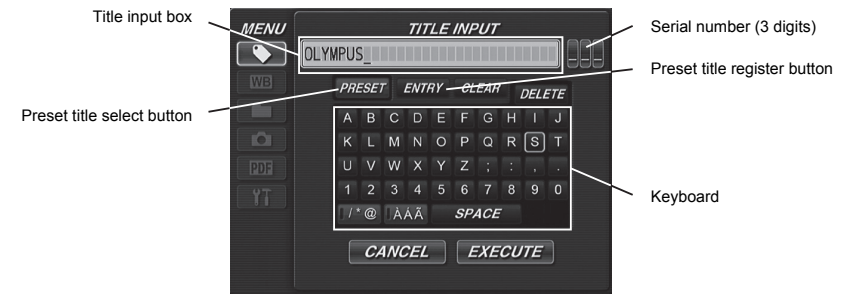 Title input box
MENU
TITLE INPUT
Serial number (3 digits)
OLYMPUS_
_ _ _
Preset title register button
WB
PRESET ENTRY CLEAR DELETE
Preset title select button
A B C D E F G H I J
K L M N O P Q R S T
U V W X Y Z ; : , .
PDF
1 2 3 4 5 6 7 8 9 0
Keyboard
/ * @ À Á Ã SPACE
CANCEL EXECUTE